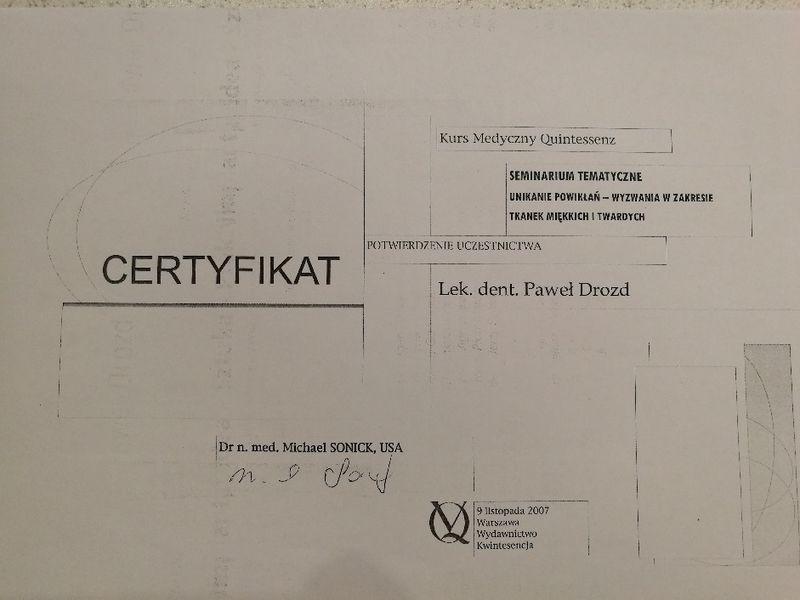 Kurs Medyczny Quintessenz
SEMINARIUM TEMATYCZNE
UNIKANIE POWIKŁAŃ – WYZWANIA W ZAKRESIE
TKANEK MIĘKKICH I TWARDYCH
POTWIERDZENIE UCZESTNICTWA
CERTYFIKAT
Lek. dent. Paweł Drozd
Dr n. med. Michael SONICK, USA
9 listopada 2007
Warszawa
Wydawnictwo
Kwintesencja